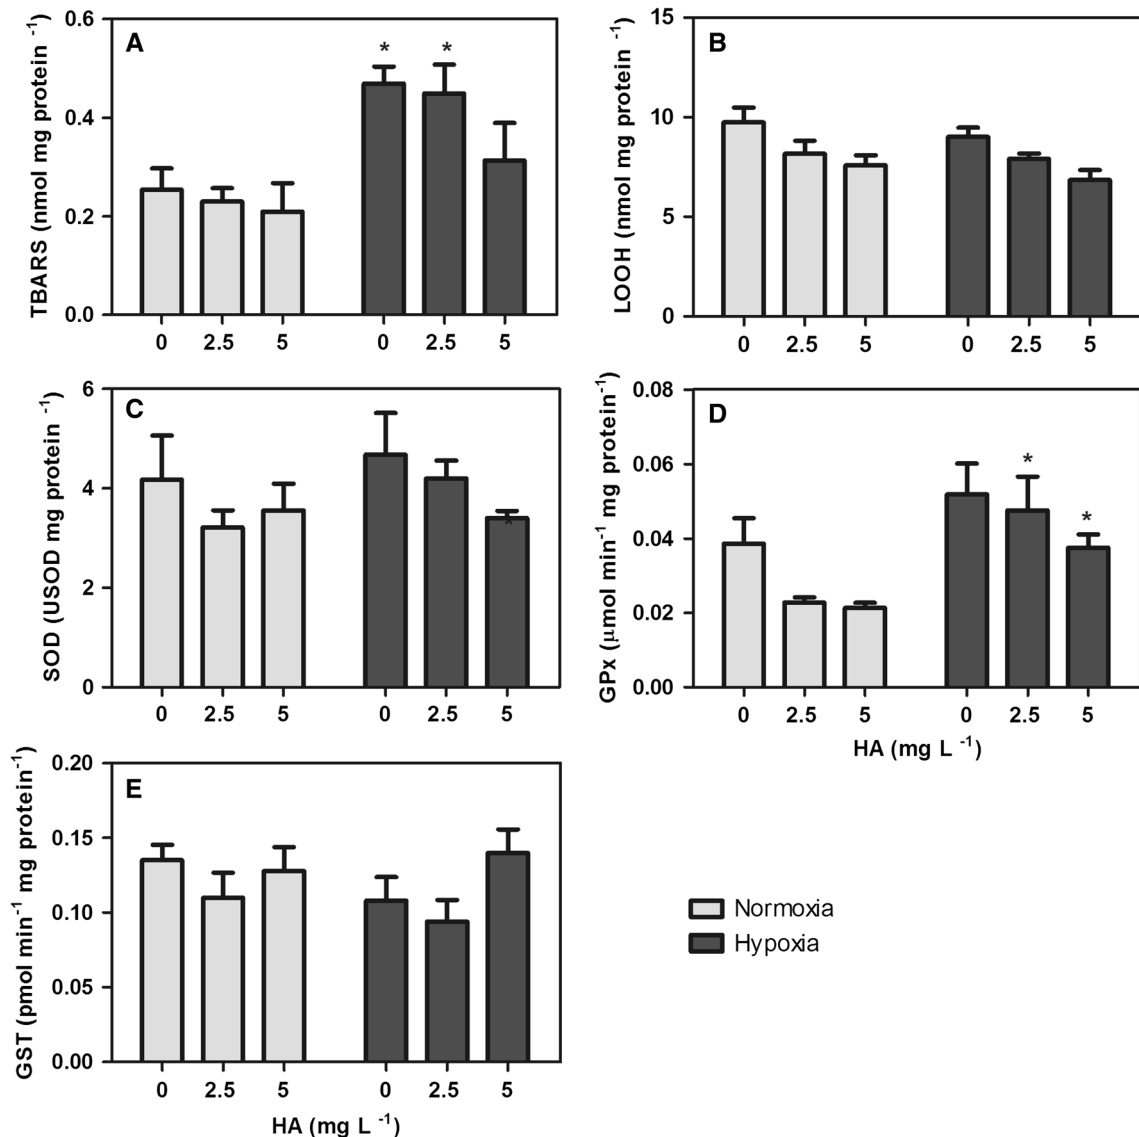 A
TBARS (nmol mg protein ⁻¹)
0.6
0.4
0.2
0.0
* *
0 2.5 5 0 2.5 5
B
LOOH (nmol mg protein ⁻¹)
15
10
5
0
0 2.5 5 0 2.5 5
C
SOD (USOD mg protein ⁻¹)
6
4
2
0
*
0 2.5 5 0 2.5 5
D
GPx (μmol min⁻¹ mg protein⁻¹)
0.08
0.06
0.04
0.02
0.00
*
*
0 2.5 5 0 2.5 5
HA (mg L ⁻¹)
E
GST (pmol min⁻¹ mg protein⁻¹)
0.20
0.15
0.10
0.05
0.00
0 2.5 5 0 2.5 5
HA (mg L ⁻¹)
Normoxia
Hypoxia